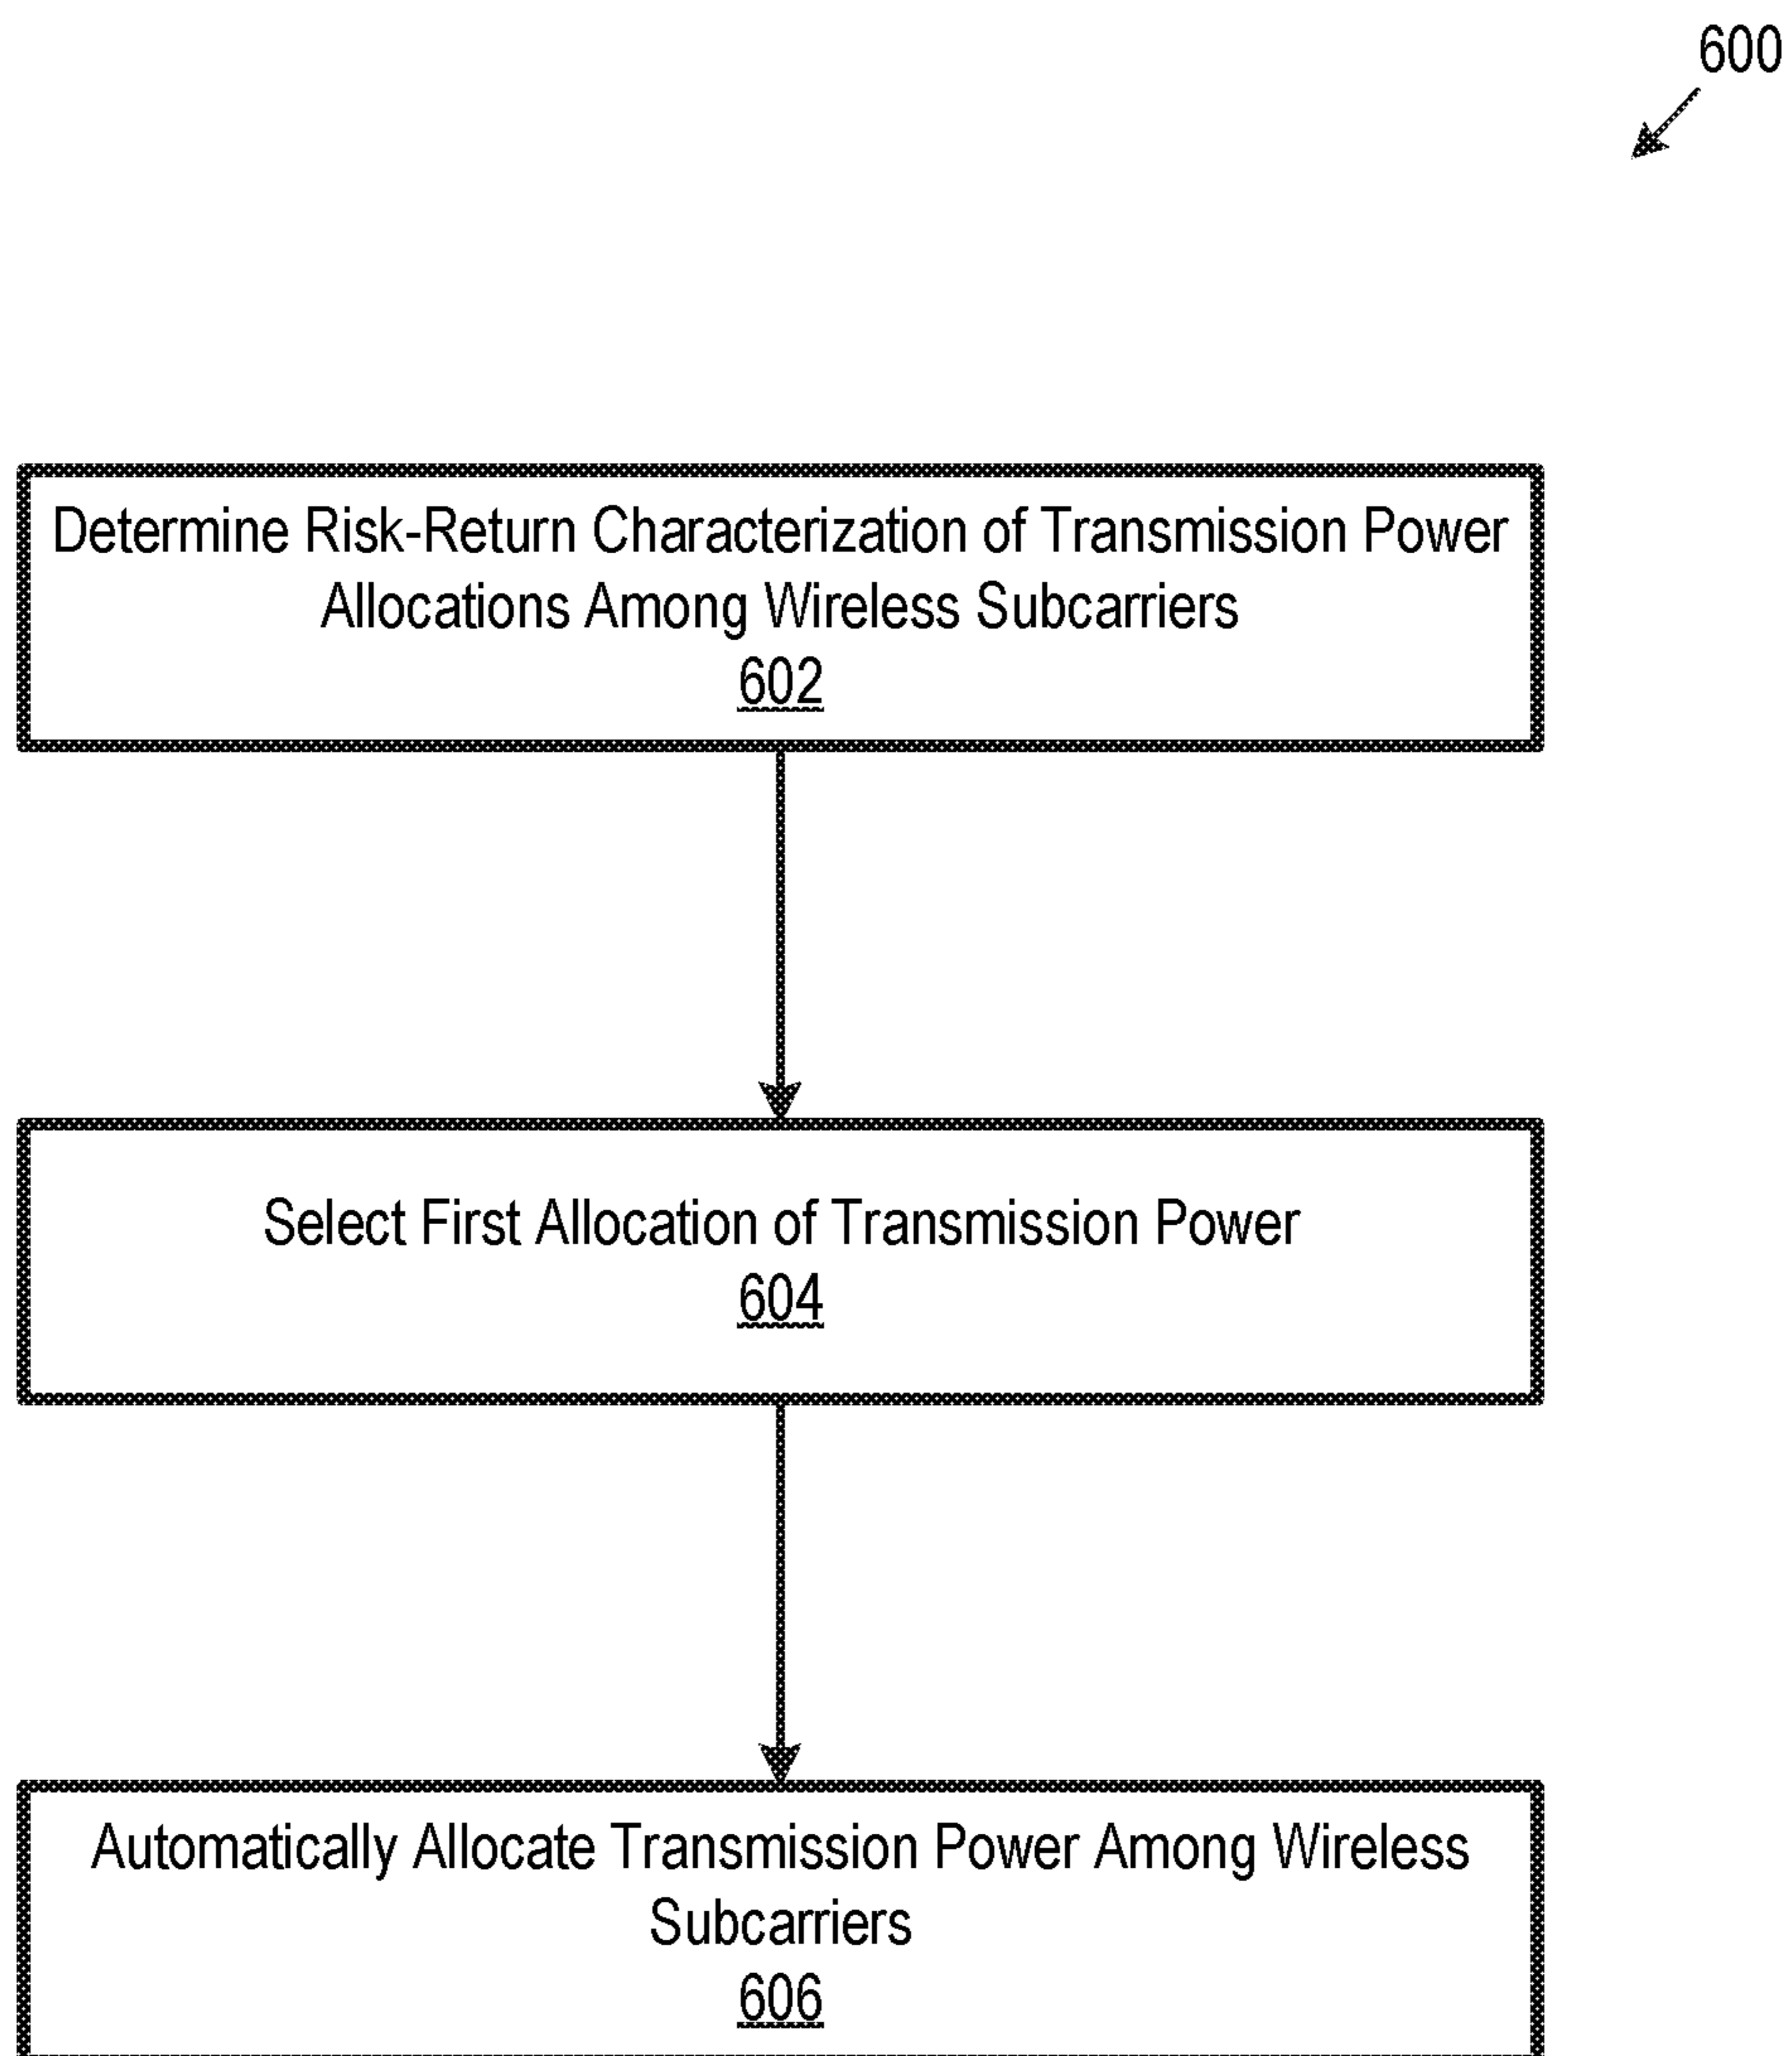 600
Determine Risk-Return Characterization of Transmission Power
Allocations Among Wireless Subcarriers
602
Select First Allocation of Transmission Power
604
Automatically Allocate Transmission Power Among Wireless
Subcarriers
606